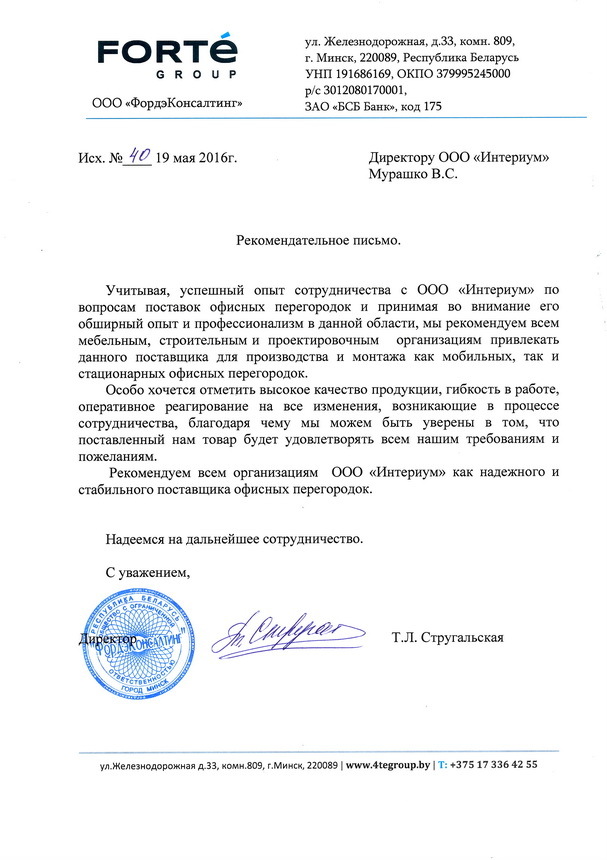 FORTÉ
GROUP
ООО «ФордэКонсалтинг»
ул. Железнодорожная, д.33, комн. 809,
г. Минск, 220089, Республика Беларусь
УНП 191686169, ОКПО 379995245000
р/с 3012080170001,
ЗАО «БСБ Банк», код 175
Исх. № 40 19 мая 2016г.
Директору ООО «Интериум»
Мурашко В.С.
Рекомендательное письмо.
Учитывая, успешный опыт сотрудничества с ООО «Интериум» по
вопросам поставок офисных перегородок и принимая во внимание его
обширный опыт и профессионализм в данной области, мы рекомендуем всем
мебельным, строительным и проектировочным организациям привлекать
данного поставщика для производства и монтажа как мобильных, так и
стационарных офисных перегородок.
Особо хочется отметить высокое качество продукции, гибкость в работе,
оперативное реагирование на все изменения, возникающие в процессе
сотрудничества, благодаря чему мы можем быть уверены в том, что
поставленный нам товар будет удовлетворять всем нашим требованиям и
пожеланиям.
Рекомендуем всем организациям ООО «Интериум» как надежного и
стабильного поставщика офисных перегородок.
Надеемся на дальнейшее сотрудничество.
С уважением,
РЕСПУБЛИКА БЕЛАРУСЬ
ОБЩЕСТВО С ОГРАНИЧЕННОЙ
Директор
"ФОРДЭКОНСАЛТИНГ"
ОТВЕТСТВЕННОСТЬЮ
ГОРОД МИНСК
Т.Л. Стругальская
ул.Железнодорожная д.33, комн.809, г.Минск, 220089 | www.4tegroup.by | T: +375 17 336 42 55